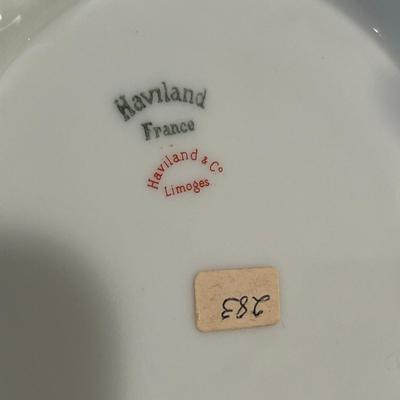 Haviland
France
Haviland & Co
Limoges
283